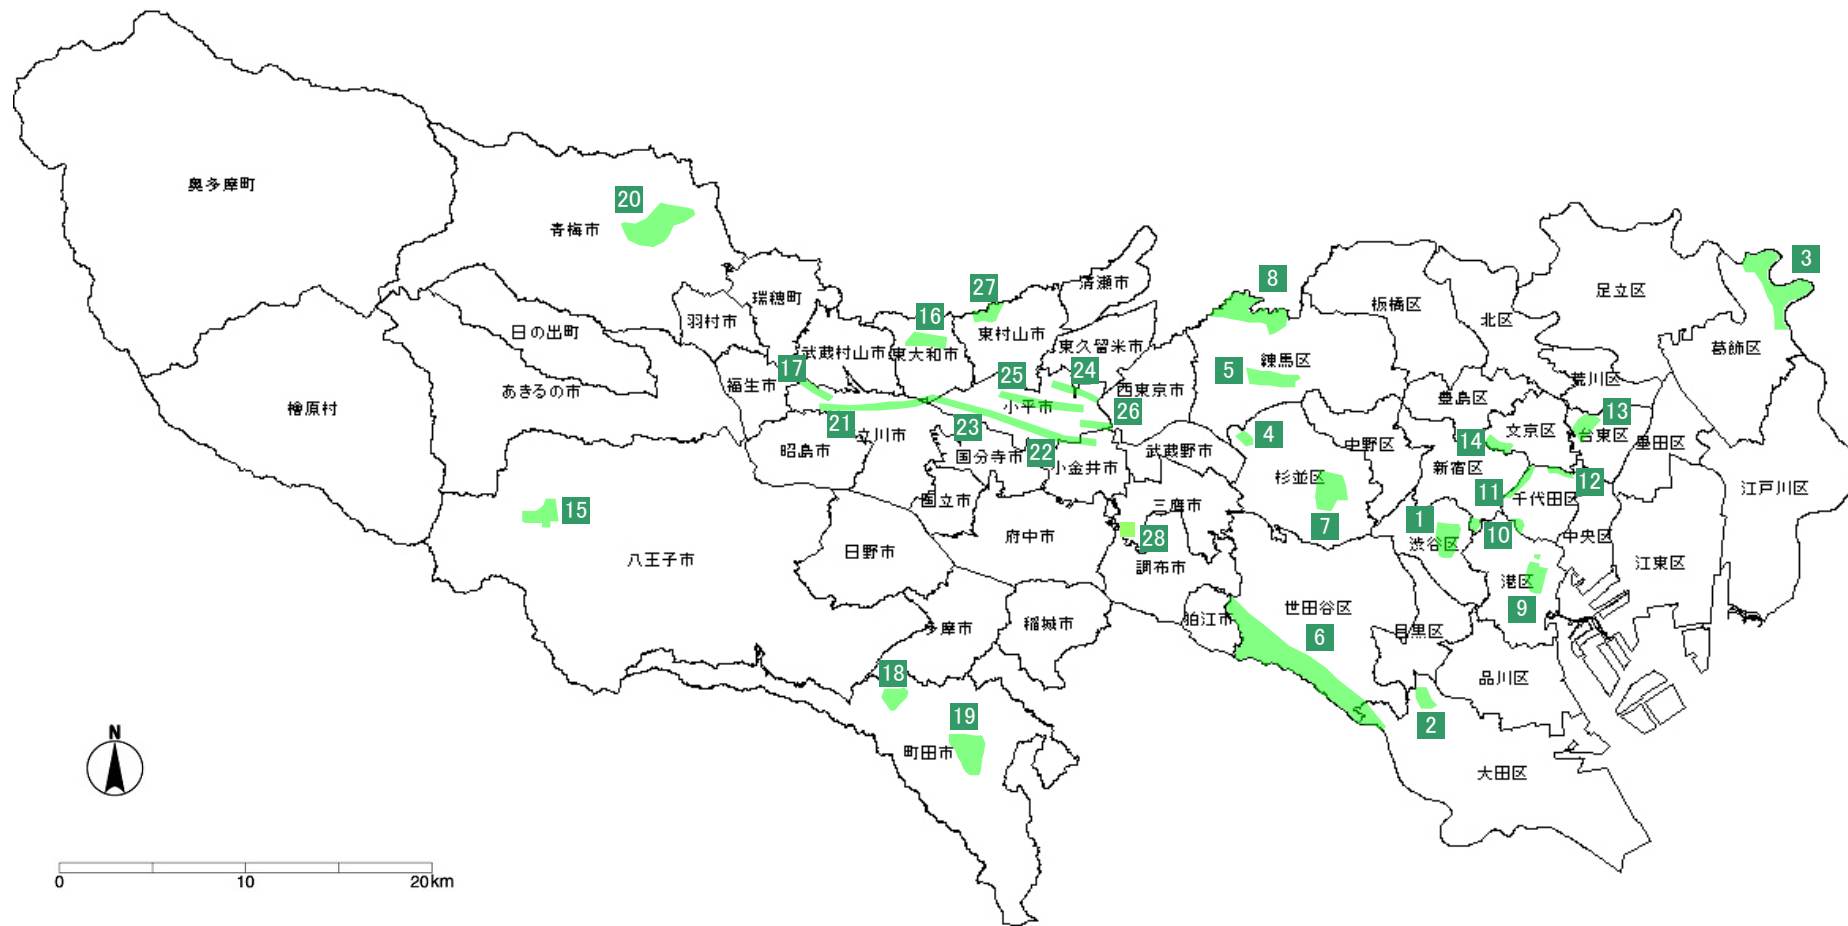 奥多摩町
青梅市
20
瑞穂町
羽村市
日の出町
あきるの市
檜原村
福生市
17
武蔵村山市
16
東大和市
27
東村山市
清瀬市
東久留米市
24
25
小平市
西東京市
26
21
立川市
昭島市
23
国分寺市
22
小金井市
武蔵野市
国立市
三鷹市
府中市
28
調布市
狛江市
日野市
15
八王子市
多摩市
稲城市
18
19
町田市
8
板橋区
北区
足立区
3
葛飾区
5
練馬区
荒川区
豊島区
13
台東区
文京区
墨田区
14
4
中野区
新宿区
杉並区
11
千代田区
12
江戸川区
7
1
渋谷区
10
中央区
江東区
港区
9
世田谷区
6
目黒区
品川区
2
大田区
N
0
10
20km